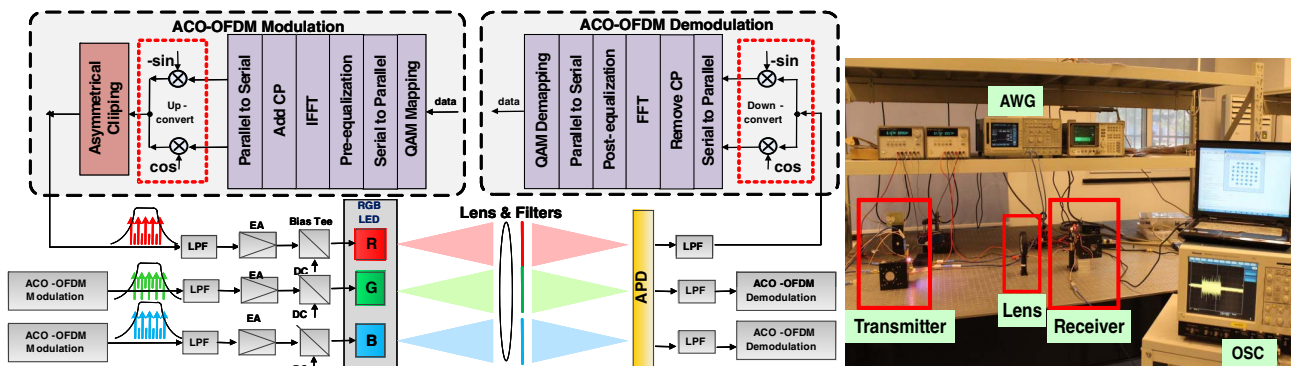 ACO-OFDM Modulation
Asymmetrical
Cliiping
-sin
Up -
convert
cos
Parallel to Serial
Add CP
IFFT
Pre-equalization
Serial to Parallel
QAM Mapping
data
ACO-OFDM Demodulation
data
QAM Demapping
Parallel to Serial
Post-equalization
FFT
Remove CP
Serial to Parallel
-sin
Down -
convert
cos
LPF
EA
Bias Tee
RGB
LED
R
Lens & Filters
APD
LPF
ACO -OFDM
Modulation
LPF
EA
DC
G
LPF
ACO -OFDM
Demodulation
ACO -OFDM
Modulation
LPF
EA
DC
B
LPF
ACO -OFDM
Demodulation
AWG
Transmitter
Lens
Receiver
OSC